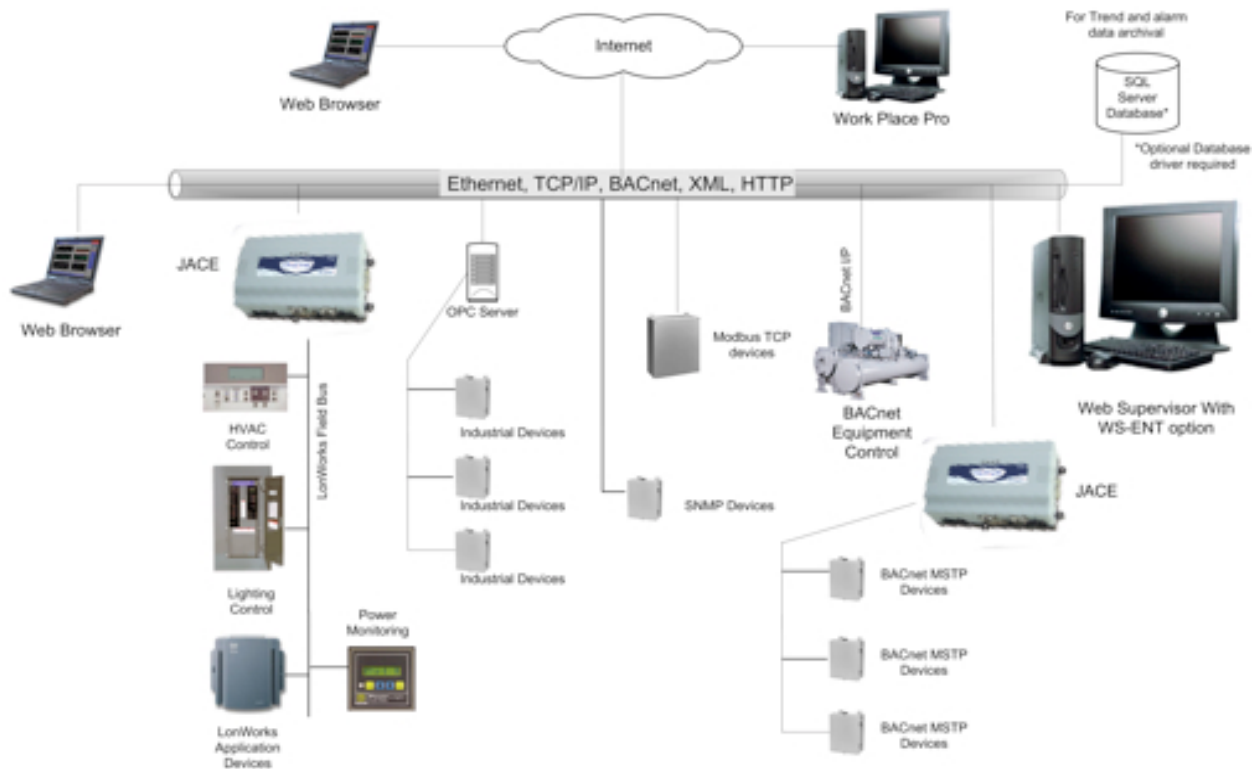 For Trend and alarm
data archival
Internet
SQL
Server
Database*
Web Browser
Work Place Pro
*Optional Database
driver required
Ethernet, TCP/IP, BACnet, XML, HTTP
JACE
BACnet I/P
OPC Server
Web Browser
Modbus TCP
devices
LonWorks Field Bus
HVAC
Control
BACnet
Equipment
Control
Web Supervisor With
WS-ENT option
Industrial Devices
JACE
Industrial Devices
SNMP Devices
Industrial Devices
BACnet MSTP
Devices
Lighting
Control
Power
Monitoring
BACnet MSTP
Devices
LonWorks
Application
Devices
BACnet MSTP
Devices